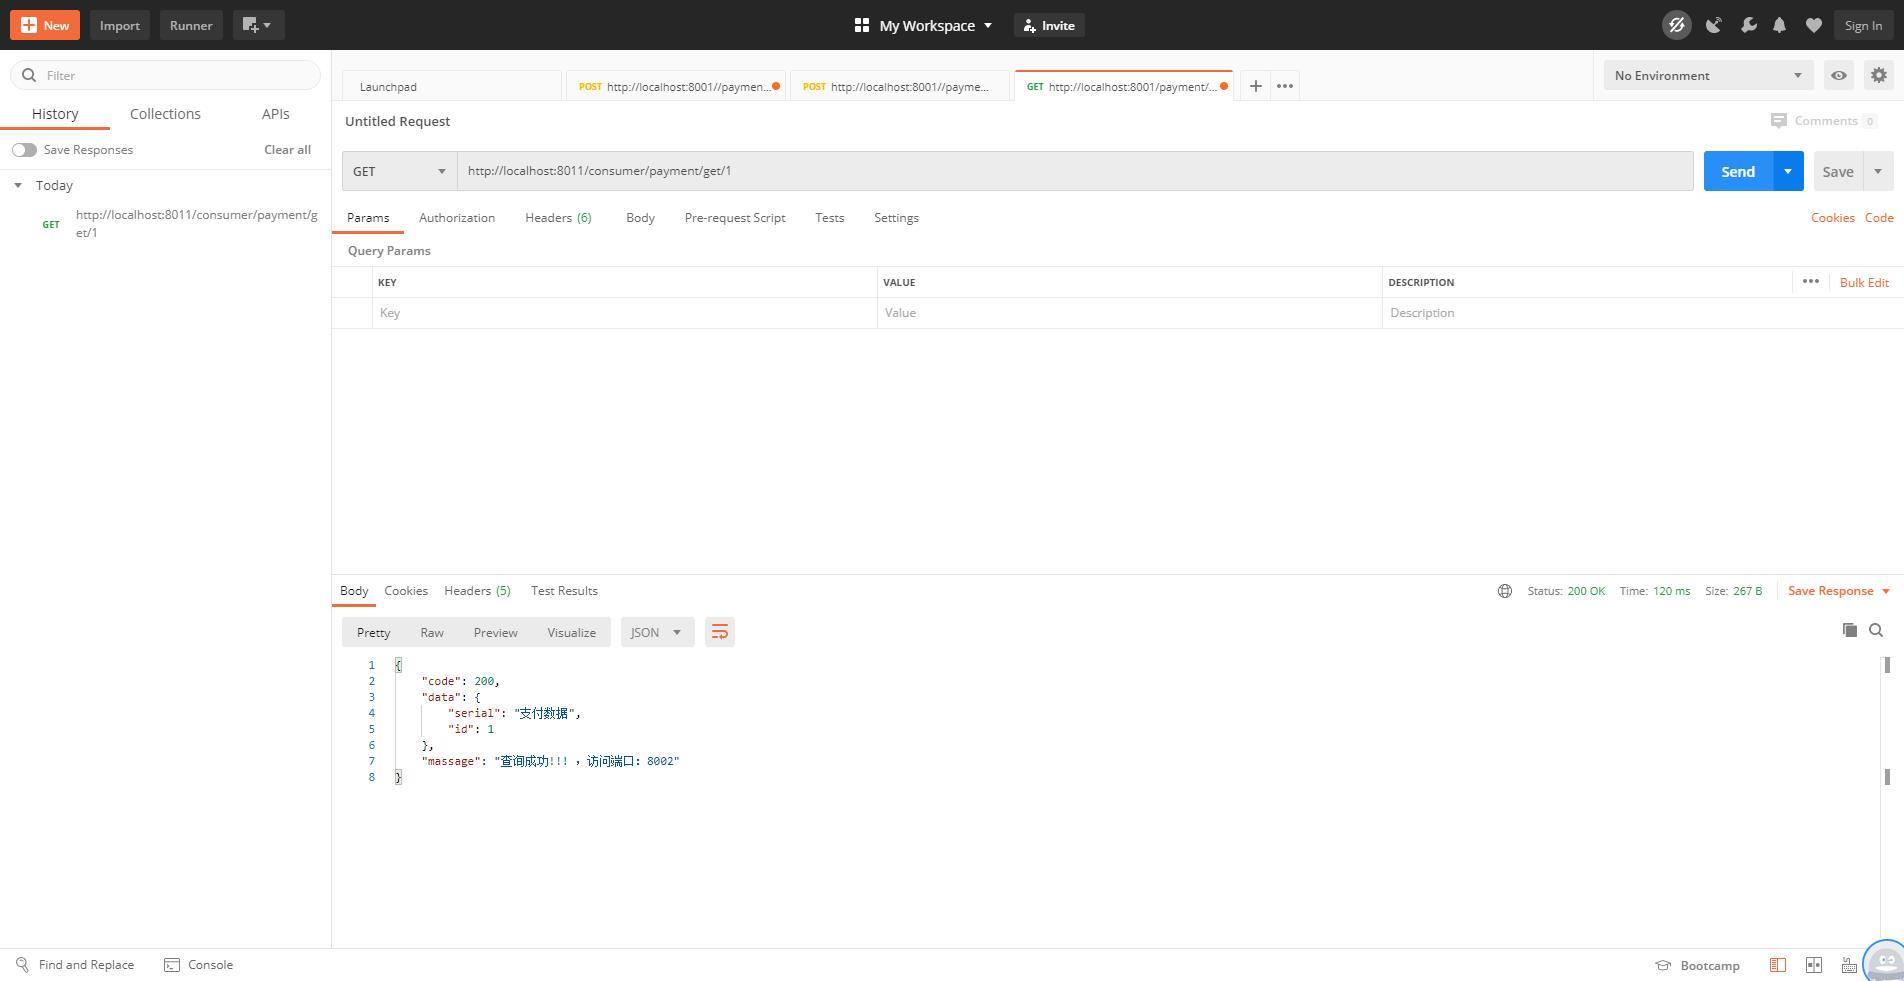 New
Import
Runner
My Workspace
Invite
Sign In
Filter
History
Collections
APIs
Save Responses
Clear all
Today
GET http://localhost:8011/consumer/payment/g
et/1
Launchpad
POST http://localhost:8001//paymen...
POST http://localhost:8001//payme...
GET http://localhost:8001/payment/...
No Environment
Untitled Request
Comments 0
GET
http://localhost:8011/consumer/payment/get/1
Send
Save
Params
Authorization
Headers (6)
Body
Pre-request Script
Tests
Settings
Cookies
Code
Query Params
KEY
VALUE
DESCRIPTION
Bulk Edit
Key
Value
Description
Body
Cookies
Headers (5)
Test Results
Status: 200 OK
Time: 120 ms
Size: 267 B
Save Response
Pretty
Raw
Preview
Visualize
JSON
1 {
2 "code": 200,
3 "data": {
4 "serial": "支付数据",
5 "id": 1
6 },
7 "massage": "查询成功!!! ，访问端口：8002"
8 }
Find and Replace
Console
Bootcamp